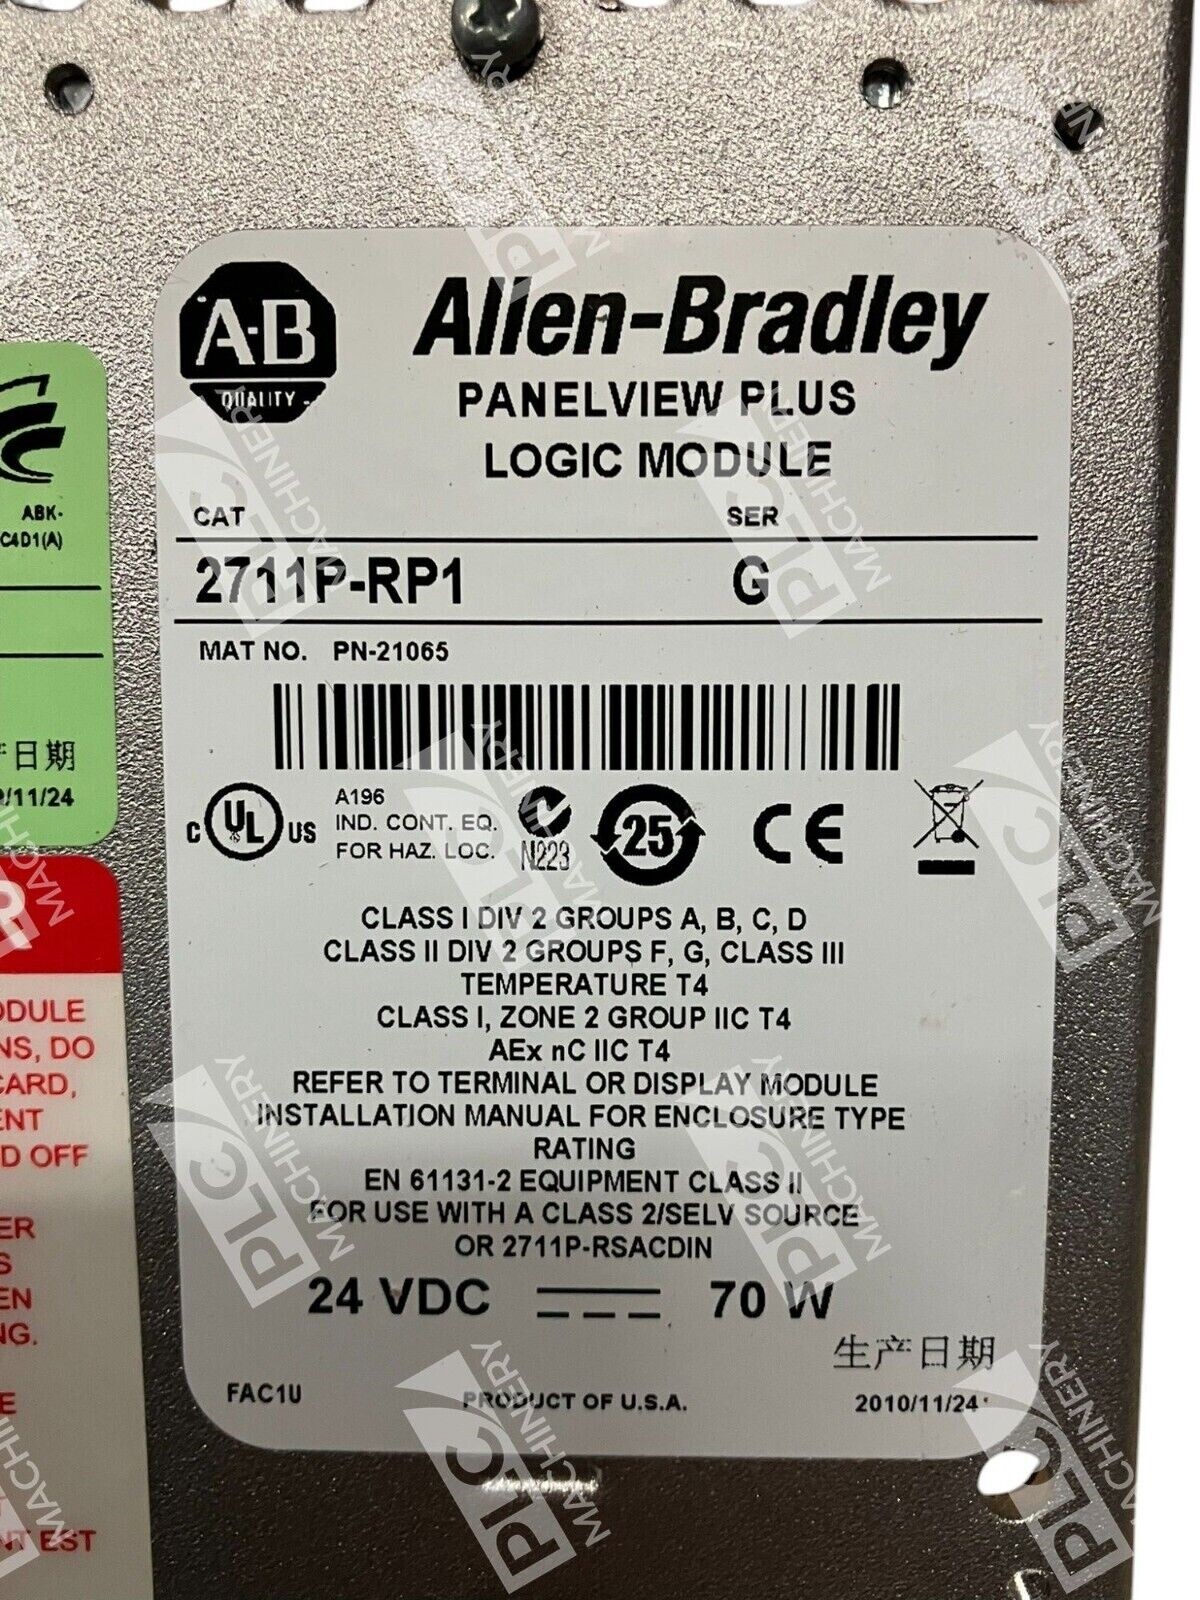 A-B
QUALITY
Allen-Bradley
PANELVIEW PLUS
LOGIC MODULE
CAT SER
2711P-RP1 G
MAT NO. PN-21065
C UL US
A196
IND. CONT. EQ.
FOR HAZ. LOC.
N223
25
CE
CLASS I DIV 2 GROUPS A, B, C, D
CLASS II DIV 2 GROUPS F, G, CLASS III
TEMPERATURE T4
CLASS I, ZONE 2 GROUP IIC T4
AEx nC IIC T4
REFER TO TERMINAL OR DISPLAY MODULE
INSTALLATION MANUAL FOR ENCLOSURE TYPE
RATING
EN 61131-2 EQUIPMENT CLASS II
FOR USE WITH A CLASS 2/SELV SOURCE
OR 2711P-RSACDIN
24 VDC 70 W
生产日期
FAC1U PRODUCT OF U.S.A. 2010/11/24
ABK-
C4D1(A)
日期
/11/24
NS, DO
CARD,
D OFF
EST
PLC MACHINERY